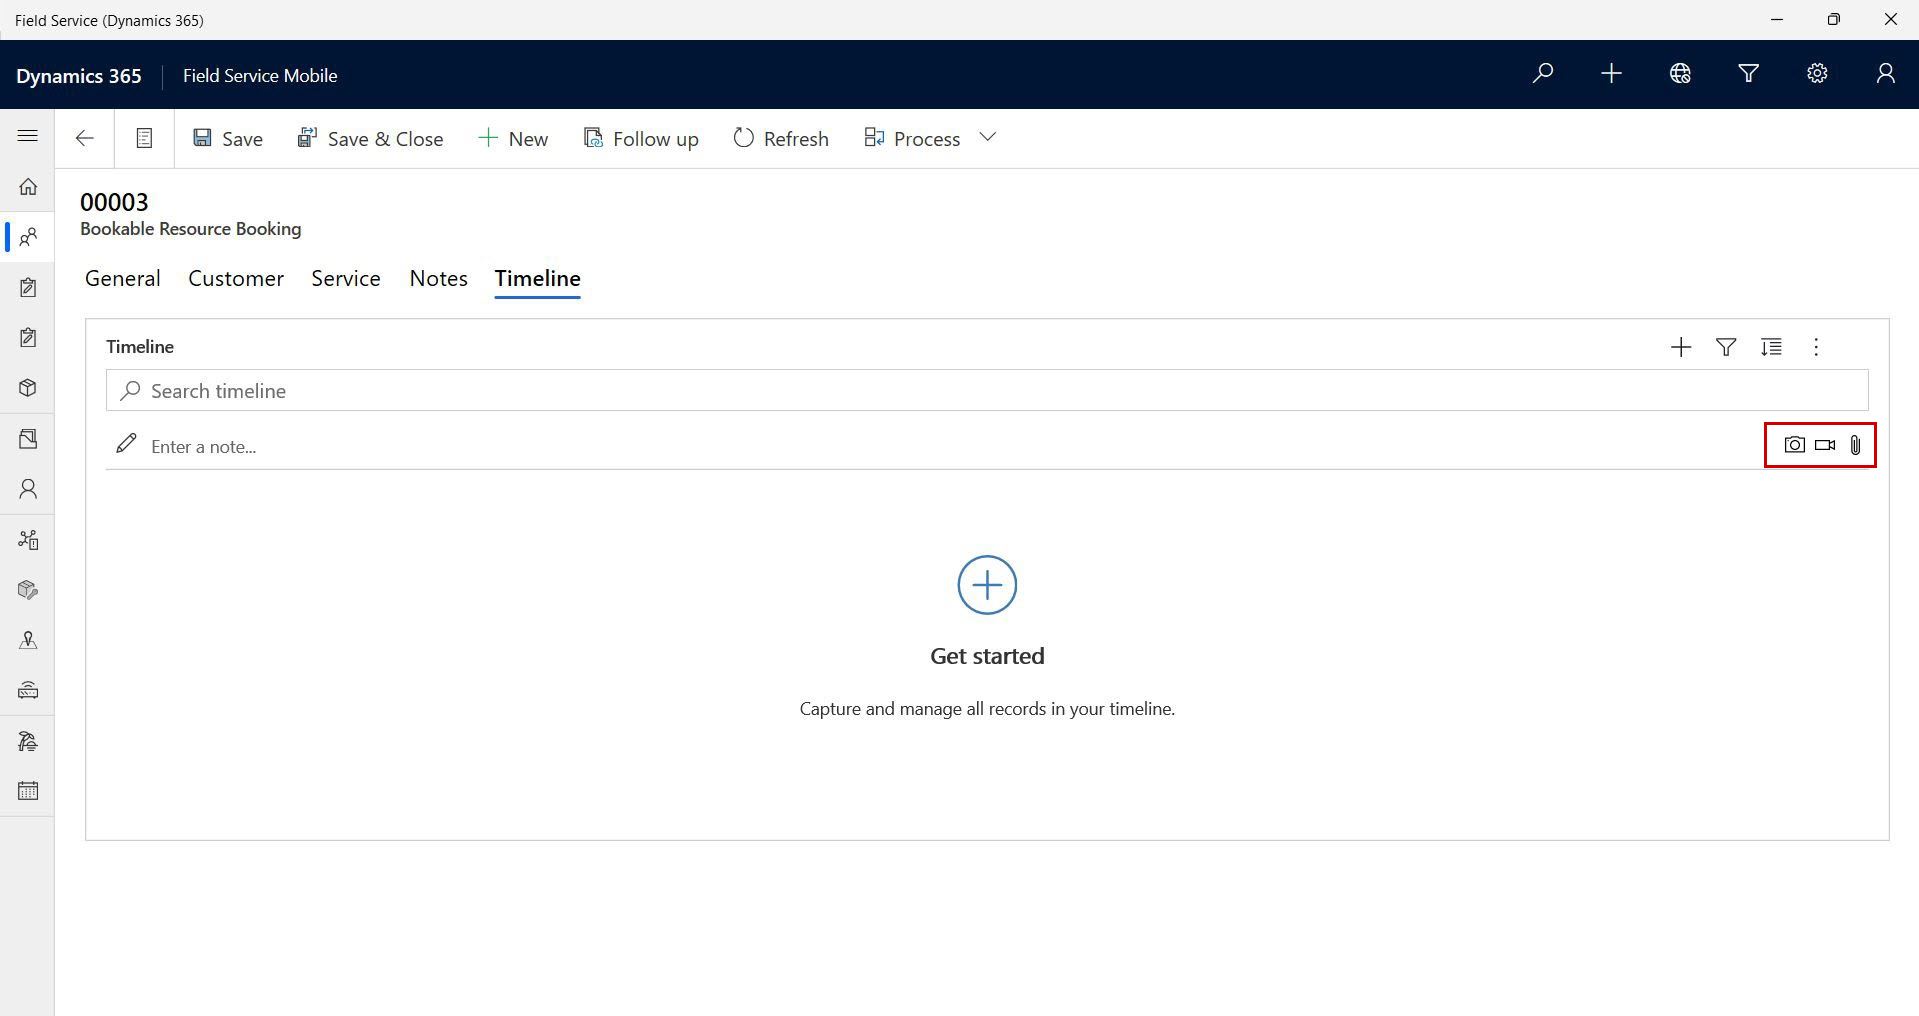 Field Service (Dynamics 365)
Dynamics 365 Field Service Mobile
Save Save & Close New Follow up Refresh Process
00003
Bookable Resource Booking
General Customer Service Notes Timeline
Timeline
Search timeline
Enter a note...
Get started
Capture and manage all records in your timeline.